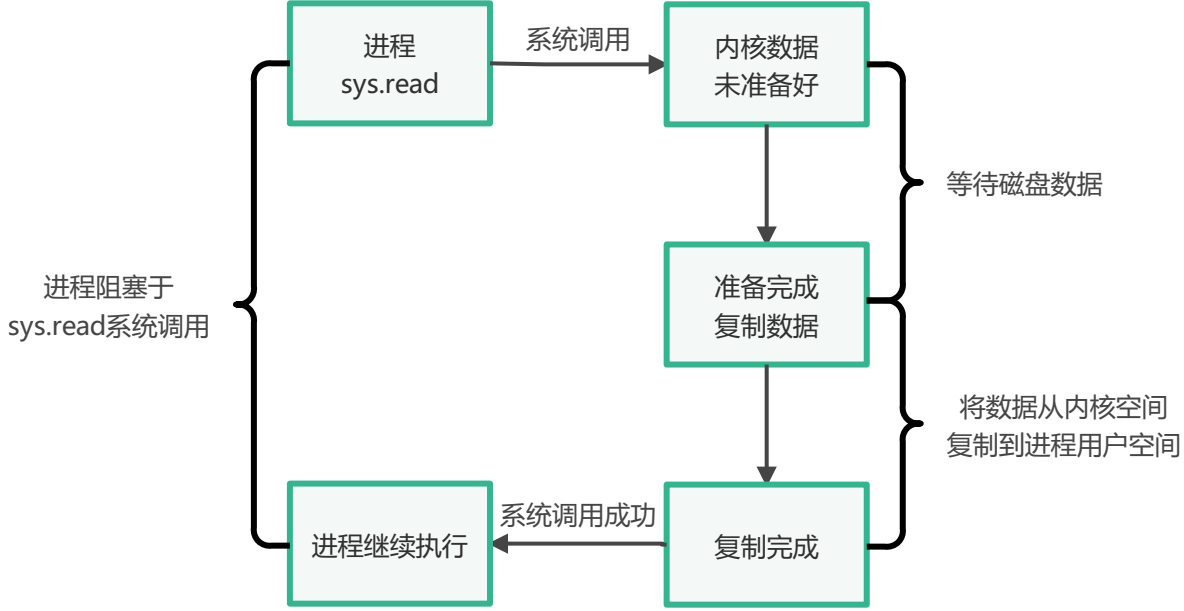 进程
sys.read
系统调用
内核数据
未准备好
等待磁盘数据
进程阻塞于
sys.read系统调用
准备完成
复制数据
将数据从内核空间
复制到进程用户空间
进程继续执行
系统调用成功
复制完成